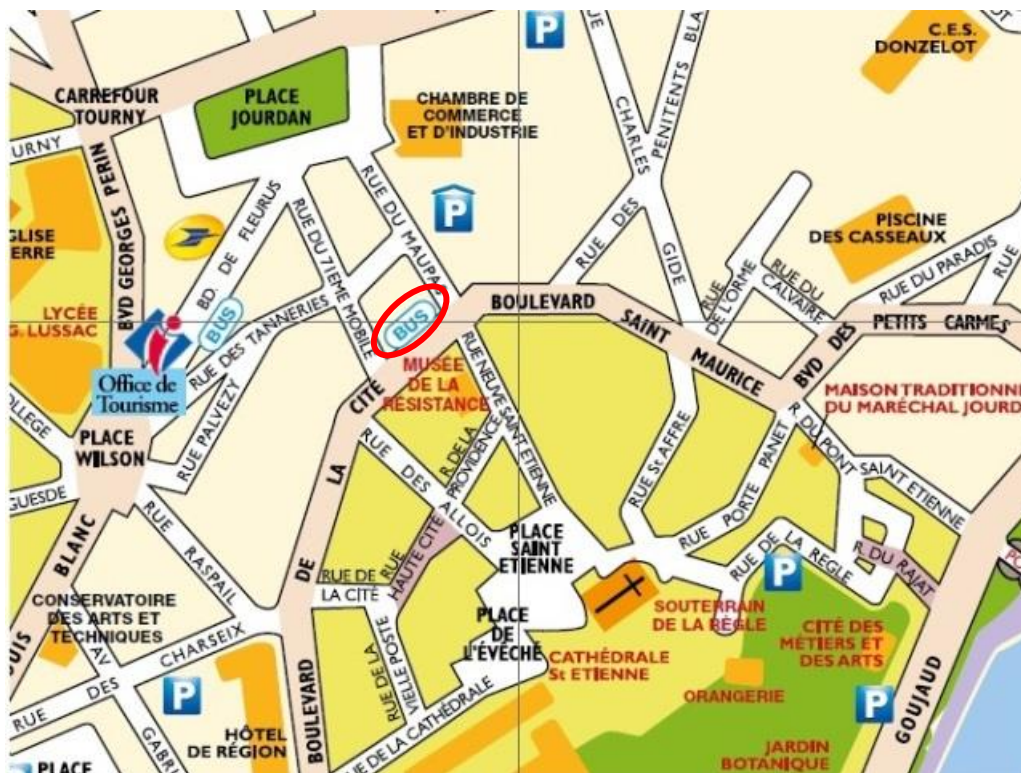 P
C.E.S.
DONZELOT
CARREFOUR
TOURNY
PLACE
JOURDAN
CHAMBRE DE
COMMERCE
ET D'INDUSTRIE
RUE DES
CHARLES
PENITENTS BLA
GIDE
URNY
BVD GEORGES PERIN
BD. DE FLEURUS
RUE DU 71EME MOBILE
RUE DU MAUPAS
P
GLISE
ERRE
PISCINE
DES CASSEAUX
RUE DU PARADIS
RUE
RUE
DE L'ORME
RUE DU
CALVAIRE
LYCÉE
G. LUSSAC
BUS
BUS
BOULEVARD
SAINT
MAURICE
BVD DES
PETITS CARMES
RUE DES TANNERIES
Office de
Tourisme
MUSÉE
DE LA
RÉSISTANCE
RUE NEUVE SAINT ETIENNE
MAISON TRADITIONNE
DU MARÉCHAL JOURD
COLLEGE
PLACE
WILSON
RUE PALVEZY
CITÉ
LA
DE
BOULEVARD
RUE DES ALLOIS
R. DE LA
PROVIDENCE
RUE St AFFRE
RUE PORTE PANET
R. DU PONT SAINT ETIENNE
GUESDE
BLANC
OUIS
RUE RASPAIL
RUE
HAUTE CITÉ
PLACE
SAINT
ETIENNE
RUE DE LA REGLE
R. DU RAJAT
P
RUE DE
LA CITÉ
CONSERVATOIRE
DES ARTS ET
TECHNIQUES
AV
GABRI
PLACE
DE
L'ÉVÊCHÉ
SOUTERRAIN
DE LA REGLE
CITÉ DES
MÉTIERS ET
DES ARTS
RUE DES CHARSEIX
RUE DE LA
VIELLE POSTE
CATHÉDRALE
St ETIENNE
ORANGERIE
P
P
HÔTEL
DE RÉGION
RUE DE LA CATHÉDRALE
GOUJAUD
JARDIN
BOTANIQUE
PLACE